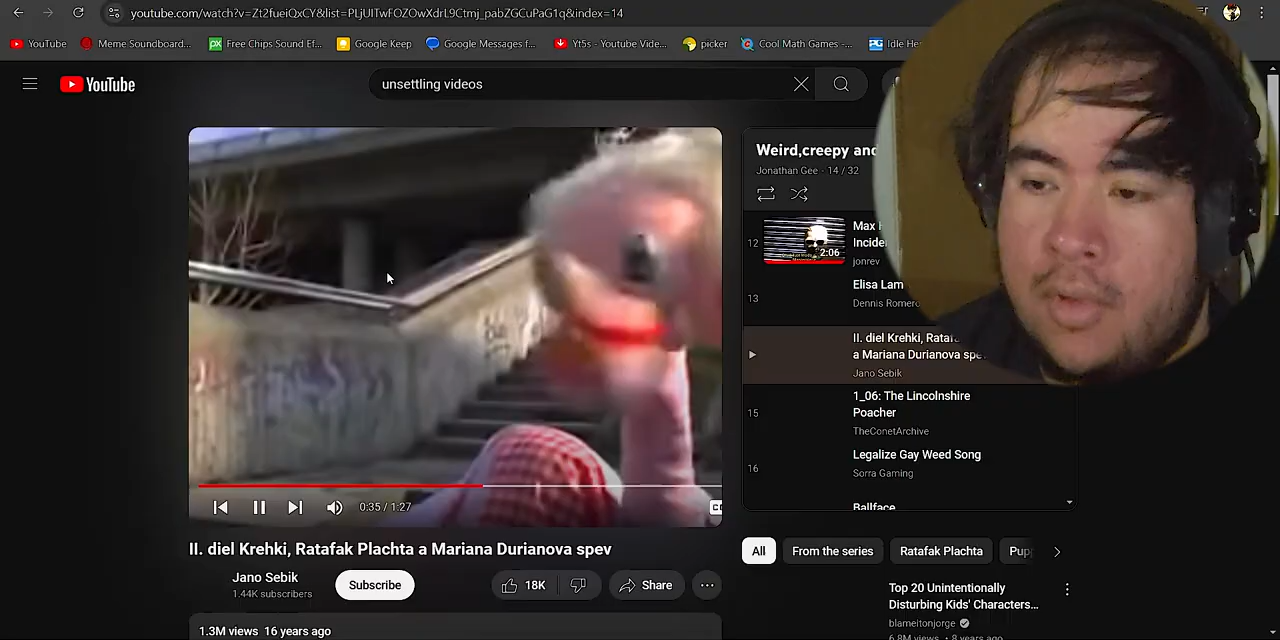 youtube.com/watch?v=Zt2fueiQxCY&list=PLjUITwFOZOwXdrL9Ctmj_pabZGCuPaG1q&index=14
YouTube
Meme Soundboard...
Free Chips Sound Ef...
Google Keep
Google Messages f...
Yt5s - Youtube Vide...
picker
Cool Math Games -...
Idle
YouTube
unsettling videos
Weird,creepy and
Jonathan Gee - 14 / 32
12
2:06
Max
Incide
jonrev
13
Elisa Lam
Dennis Romero
II. diel Krehki, Rataf
a Mariana Durianova spe
Jano Sebik
15
1_06: The Lincolnshire
Poacher
TheConetArchive
16
Legalize Gay Weed Song
Sorra Gaming
Ballface
0:35 / 1:27
II. diel Krehki, Ratafak Plachta a Mariana Durianova spev
Jano Sebik
1.44K subscribers
Subscribe
18K
Share
All
From the series
Ratafak Plachta
Pup
Top 20 Unintentionally
Disturbing Kids' Characters...
blameitonjorge
6.8M views - 8 years ago
1.3M views 16 years ago